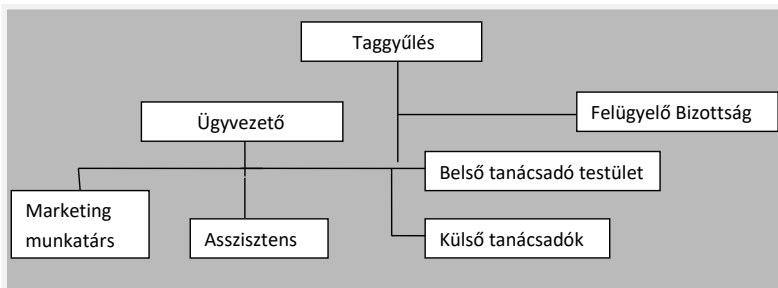 Taggyűlés
Felügyelő Bizottság
Ügyvezető
Belső tanácsadó testület
Marketing
munkatárs
Asszisztens
Külső tanácsadók